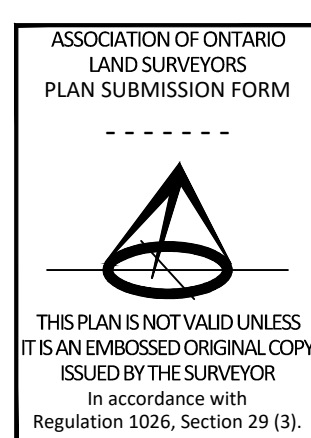 ASSOCIATION OF ONTARIO
LAND SURVEYORS
PLAN SUBMISSION FORM
- - - - - - -
THIS PLAN IS NOT VALID UNLESS
IT IS AN EMBOSSED ORIGINAL COPY
ISSUED BY THE SURVEYOR
In accordance with
Regulation 1026, Section 29 (3).